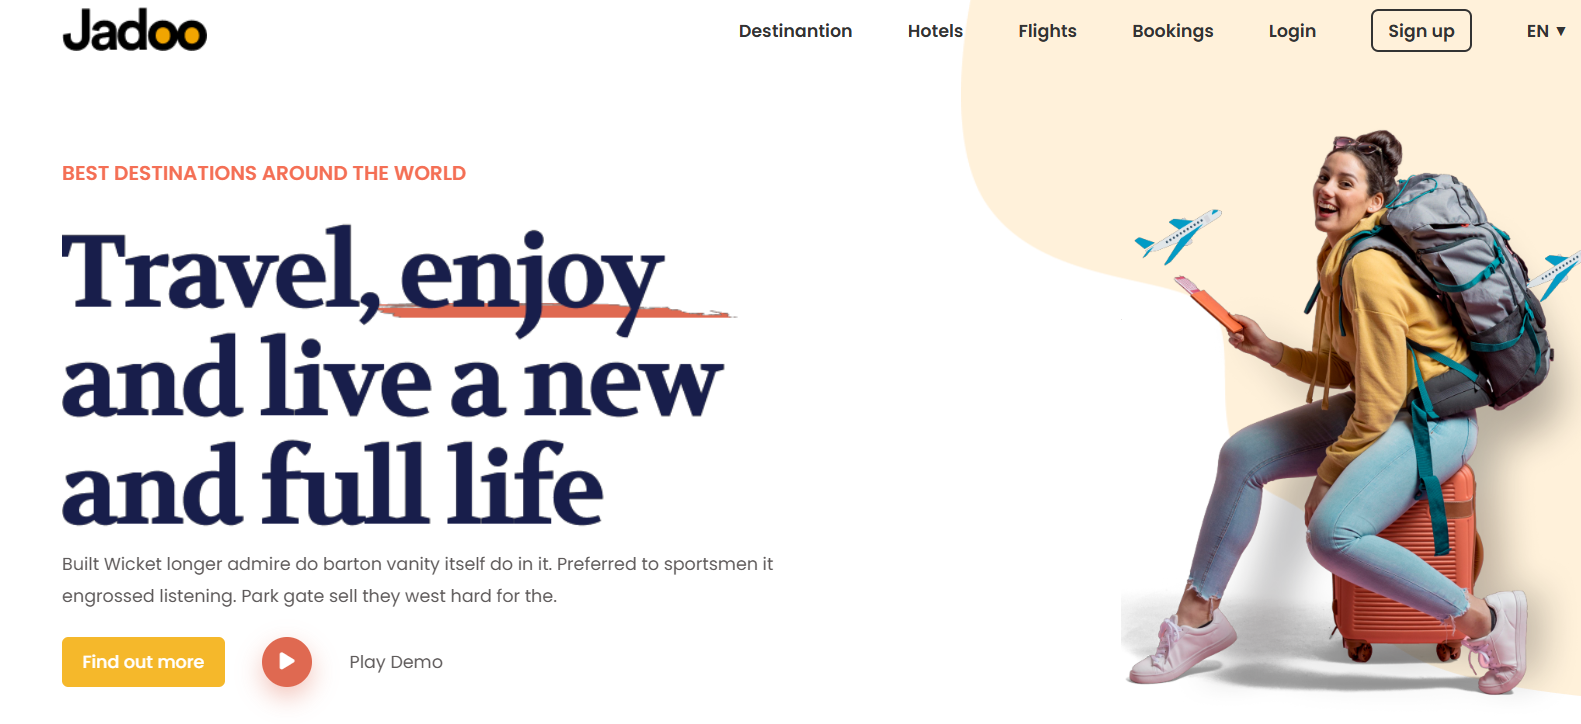 Jadoo
Destinantion Hotels Flights Bookings Login Sign up EN ▼
BEST DESTINATIONS AROUND THE WORLD
Travel, enjoy
and live a new
and full life
Built Wicket longer admire do barton vanity itself do in it. Preferred to sportsmen it
engrossed listening. Park gate sell they west hard for the.
Find out more Play Demo